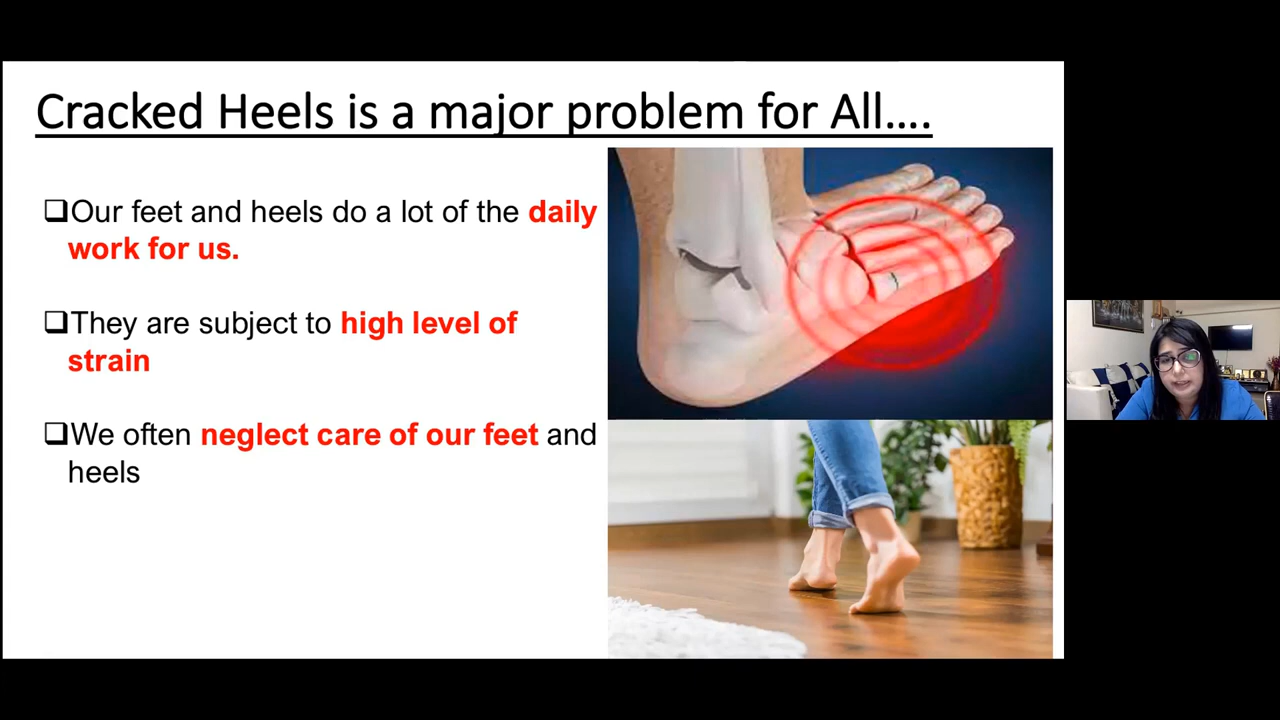 Cracked Heels is a major problem for All....
❑Our feet and heels do a lot of the daily
work for us.
❑They are subject to high level of
strain
❑We often neglect care of our feet and
heels